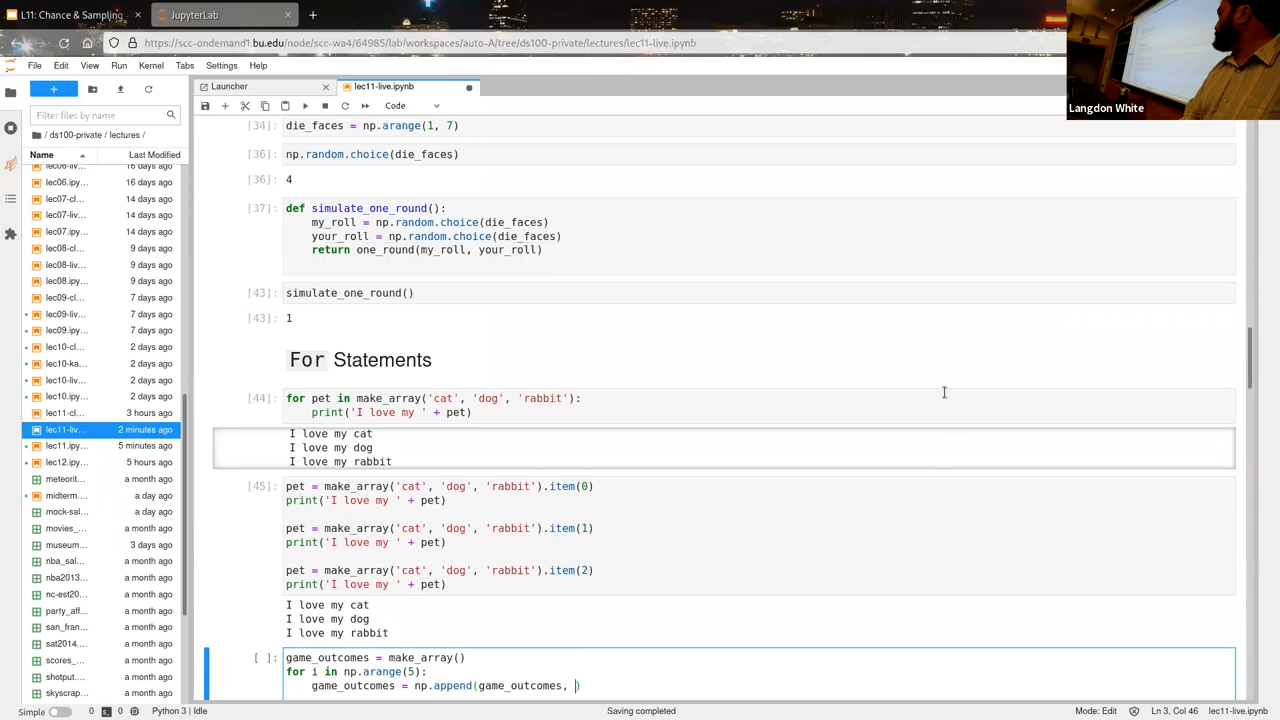 L11: Chance & Sampling
JupyterLab
https://scc-ondemand1.bu.edu/node/scc-wa4/64985/lab/workspaces/auto-A/tree/ds100-private/lectures/lec11-live.ipynb
Langdon White
File Edit View Run Kernel Tabs Settings Help
Launcher
lec11-live.ipynb
Code
Filter files by name
/ ds100-private / lectures /
Name Last Modified
lec06-liv... 16 days ago
lec06.ipy... 16 days ago
lec07-cl... 14 days ago
lec07-liv... 14 days ago
lec07.ipy... 14 days ago
lec08-cl... 9 days ago
lec08-liv... 9 days ago
lec08.ipy... 9 days ago
lec09-cl... 7 days ago
lec09-liv... 7 days ago
lec09.ipy... 7 days ago
lec10-cl... 2 days ago
lec10-ka... 2 days ago
lec10-liv... 2 days ago
lec10.ipy... 2 days ago
lec11-cl... 3 hours ago
lec11-liv... 2 minutes ago
lec11.ipy... 5 minutes ago
lec12.ipy... 5 hours ago
meteorit... a month ago
midterm.... a day ago
mock-sal... a day ago
movies_... a month ago
museum... 3 days ago
nba_sal... a month ago
nba2013... a month ago
nc-est20... a month ago
party_aff... a month ago
san_fran... a month ago
sat2014.... a month ago
scores_... a month ago
shotput.... a month ago
skyscrap... a month ago
[34]: die_faces = np.arange(1, 7)
[36]: np.random.choice(die_faces)
[36]: 4
[37]: def simulate_one_round():
my_roll = np.random.choice(die_faces)
your_roll = np.random.choice(die_faces)
return one_round(my_roll, your_roll)
[43]: simulate_one_round()
[43]: 1
For Statements
[44]: for pet in make_array('cat', 'dog', 'rabbit'):
print('I love my ' + pet)
I love my cat
I love my dog
I love my rabbit
[45]: pet = make_array('cat', 'dog', 'rabbit').item(0)
print('I love my ' + pet)
pet = make_array('cat', 'dog', 'rabbit').item(1)
print('I love my ' + pet)
pet = make_array('cat', 'dog', 'rabbit').item(2)
print('I love my ' + pet)
I love my cat
I love my dog
I love my rabbit
[ ]: game_outcomes = make_array()
for i in np.arange(5):
game_outcomes = np.append(game_outcomes, )
Simple 0 1 Python 3 | Idle Saving completed Mode: Edit Ln 3, Col 46 lec11-live.ipynb